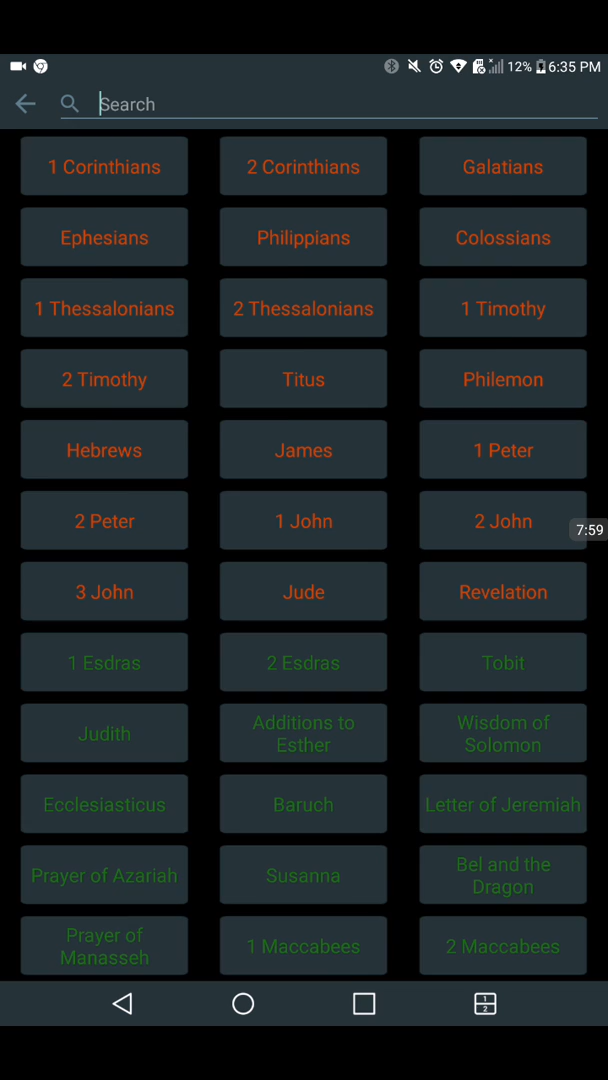 12% 6:35 PM
Search
1 Corinthians 2 Corinthians Galatians
Ephesians Philippians Colossians
1 Thessalonians 2 Thessalonians 1 Timothy
2 Timothy Titus Philemon
Hebrews James 1 Peter
2 Peter 1 John 2 John
7:59
3 John Jude Revelation
1 Esdras 2 Esdras Tobit
Judith
Additions to
Esther
Wisdom of
Solomon
Ecclesiasticus Baruch Letter of Jeremiah
Prayer of Azariah Susanna
Bel and the
Dragon
Prayer of
Manasseh
1 Maccabees 2 Maccabees
1
2